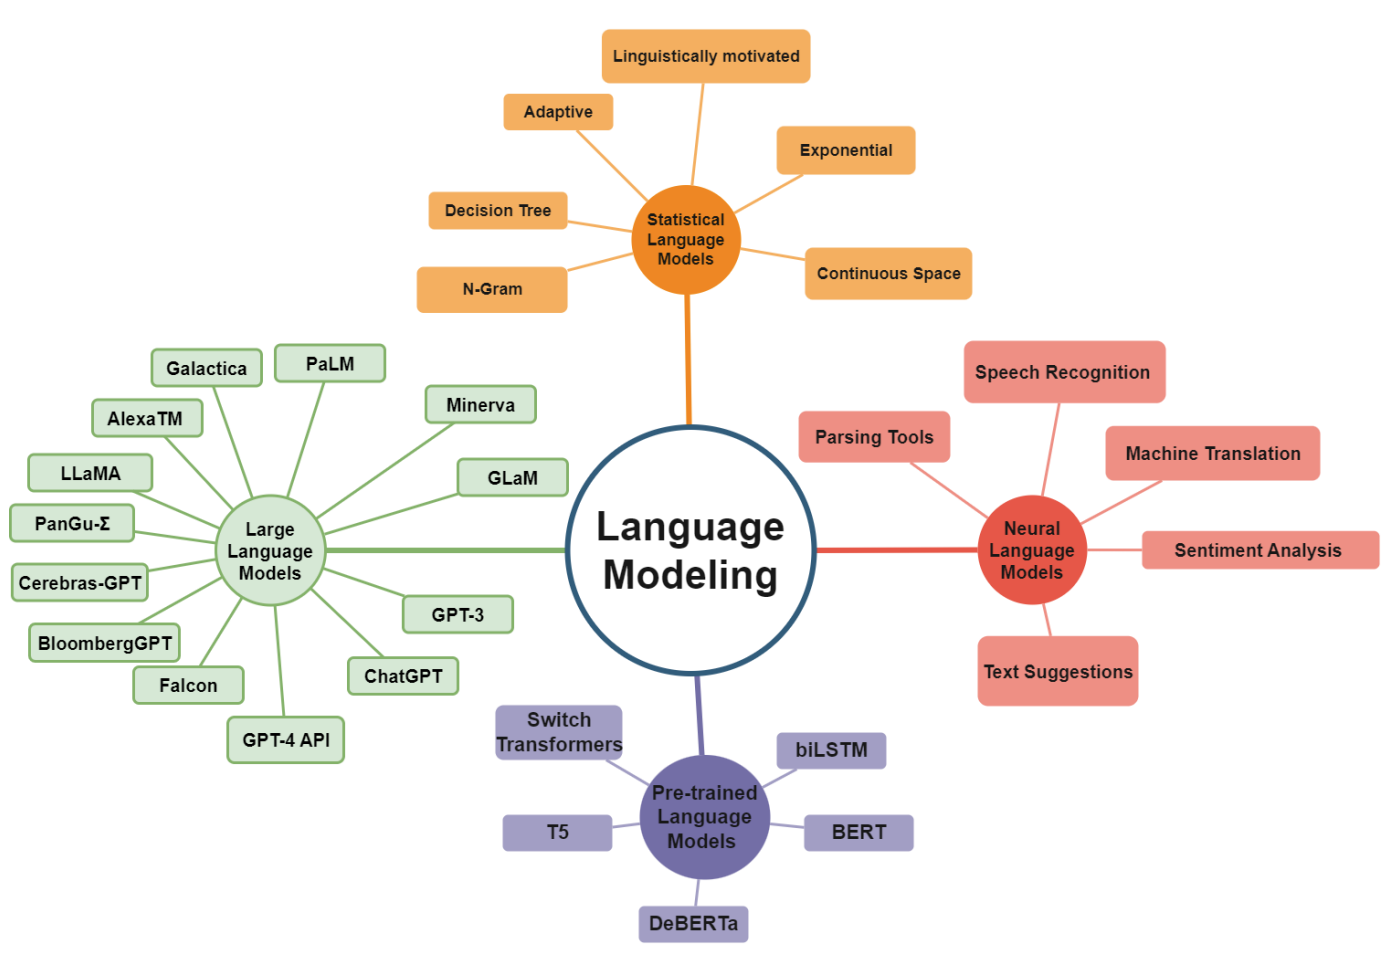 Linguistically motivated
Adaptive
Exponential
Decision Tree
Statistical
Language
Models
Continuous Space
N-Gram
Galactica
PaLM
Minerva
AlexaTM
LLaMA
GLaM
PanGu-Σ
Large
Language
Models
Cerebras-GPT
GPT-3
BloombergGPT
ChatGPT
Falcon
GPT-4 API
Language
Modeling
Speech Recognition
Parsing Tools
Machine Translation
Neural
Language
Models
Sentiment Analysis
Text Suggestions
Switch
Transformers
biLSTM
Pre-trained
Language
Models
T5
BERT
DeBERTa